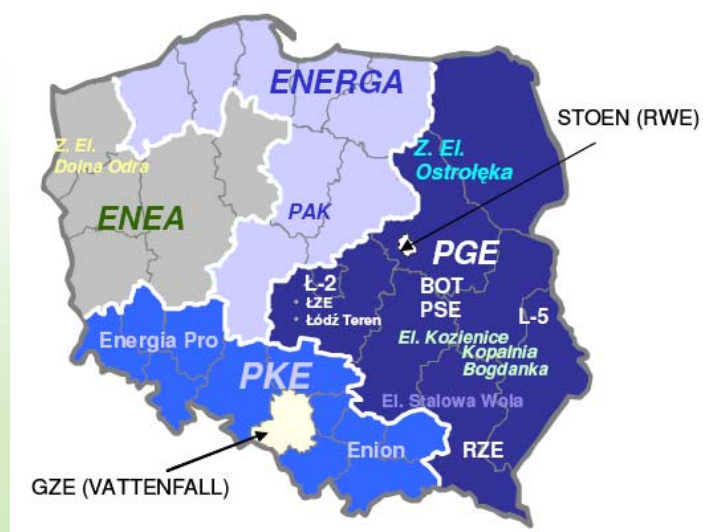 ENERGA
STOEN (RWE)
Z. El.
Dolna Odra
Z. El.
Ostrołęka
ENEA
PAK
PGE
Ł-2
• ŁZE
• Łódź Teren
BOT
PSE
L-5
El. Kozienice
Kopalnia
Bogdanka
Energia Pro
PKE
El. Stalowa Wola
Enion
RZE
GZE (VATTENFALL)